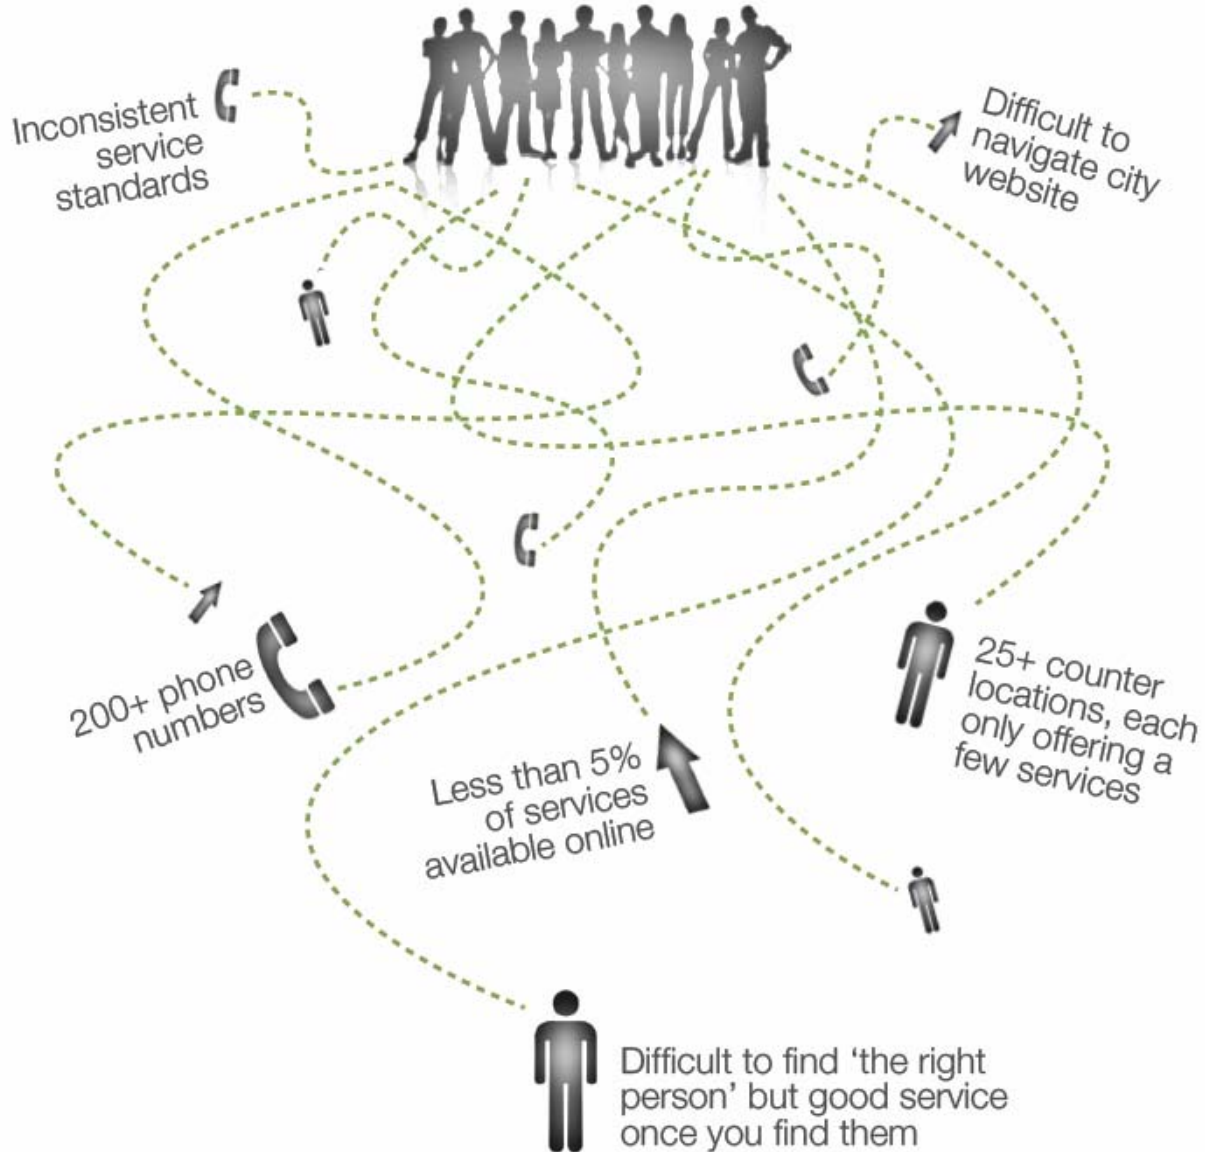 Inconsistent
service
standards
Difficult to
navigate city
website
200+ phone
numbers
25+ counter
locations, each
only offering a
few services
Less than 5%
of services
available online
Difficult to find ‘the right
person’ but good service
once you find them